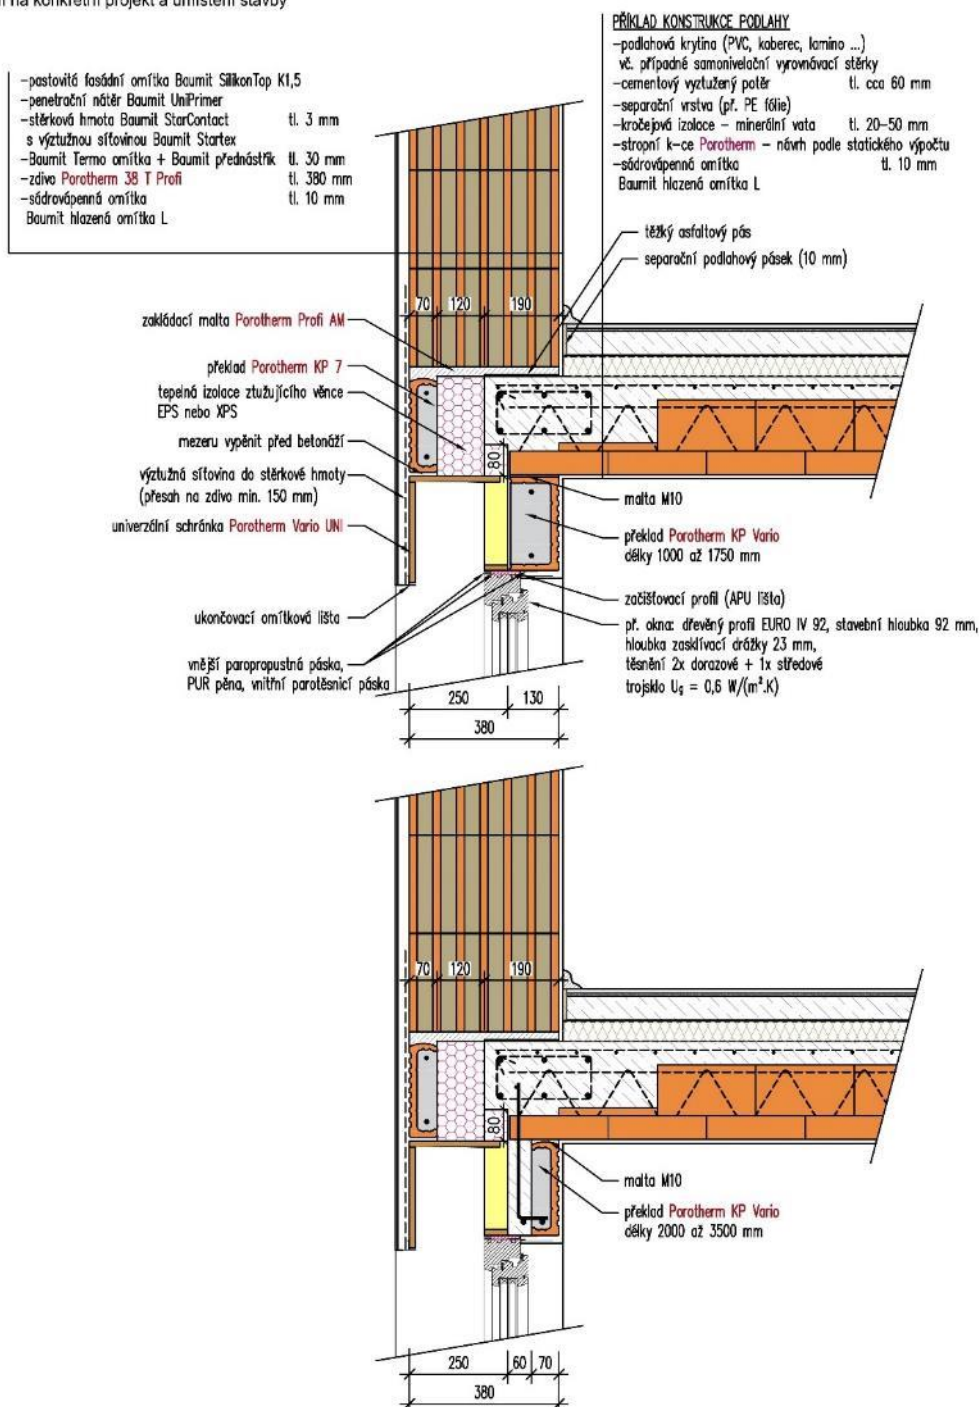 na konkrétní projekt a umístění stavby
-pastovitá fasádní omítka Baumit SilikonTop K1,5
-penetrační nátěr Baumit UniPrimer
-stěrková hmota Baumit StarContact tl. 3 mm
s výztužnou síťovinou Baumit Startex
-Baumit Termo omítka + Baumit přednástřik tl. 30 mm
-zdivo Porotherm 38 T Profi tl. 380 mm
-sádrovápenná omítka tl. 10 mm
Baumit hlazená omítka L
PŘÍKLAD KONSTRUKCE PODLAHY
-podlahová krytina (PVC, koberec, lamino ...)
vč. případné samonivelační vyrovnávací stěrky
-cementový vyztužený potěr tl. cca 60 mm
-separační vrstva (př. PE fólie)
-kročejová izolace – minerální vata tl. 20–50 mm
-stropní k-ce Porotherm – návrh podle statického výpočtu
-sádrovápenná omítka tl. 10 mm
Baumit hlazená omítka L
těžký asfaltový pás
separační podlahový pásek (10 mm)
70 120 190
zakládací malta Porotherm Profi AM
překlad Porotherm KP 7
tepelná izolace ztužujícího věnce
EPS nebo XPS
mezeru vypěnit před betonáží
výztužná síťovina do stěrkové hmoty
(přesah na zdivo min. 150 mm)
univerzální schránka Porotherm Vario UNI
80
malta M10
překlad Porotherm KP Vario
délky 1000 až 1750 mm
ukončovací omítková lišta
začišťovací profil (APU lišta)
př. okna: dřevěný profil EURO IV 92, stavební hloubka 92 mm,
hloubka zasklívací drážky 23 mm,
těsnění 2x dorazové + 1x středové
trojsklo Ug = 0,6 W/(m².K)
vnější paropropustná páska,
PUR pěna, vnitřní parotěsnicí páska
250 130
380
70 120 190
80
malta M10
překlad Porotherm KP Vario
délky 2000 až 3500 mm
250 60 70
380